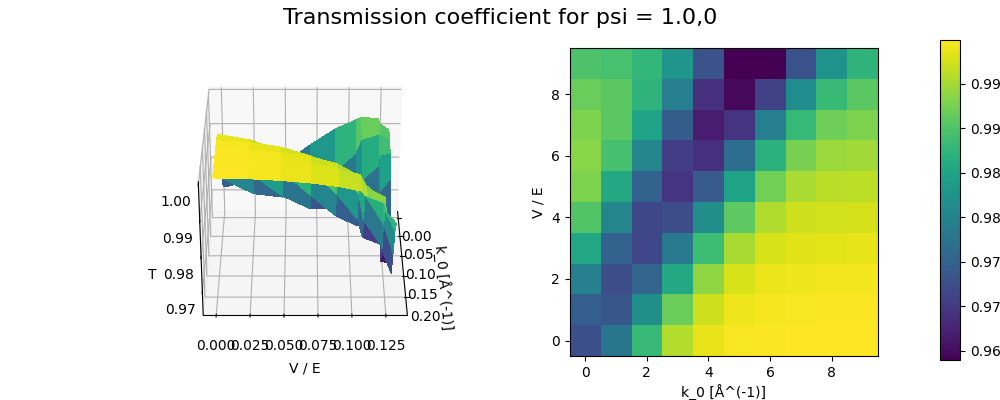 Transmission coefficient for psi = 1.0,0
1.00
0.99
T 0.98
0.97
0.000 0.025 0.050 0.075 0.100 0.125
V / E
0.00
0.05
0.10
0.15
0.20
k_0 [Å^(-1)]
8
6
4
2
0
V / E
0 2 4 6 8
k_0 [Å^(-1)]
0.99
0.99
0.98
0.98
0.97
0.97
0.96